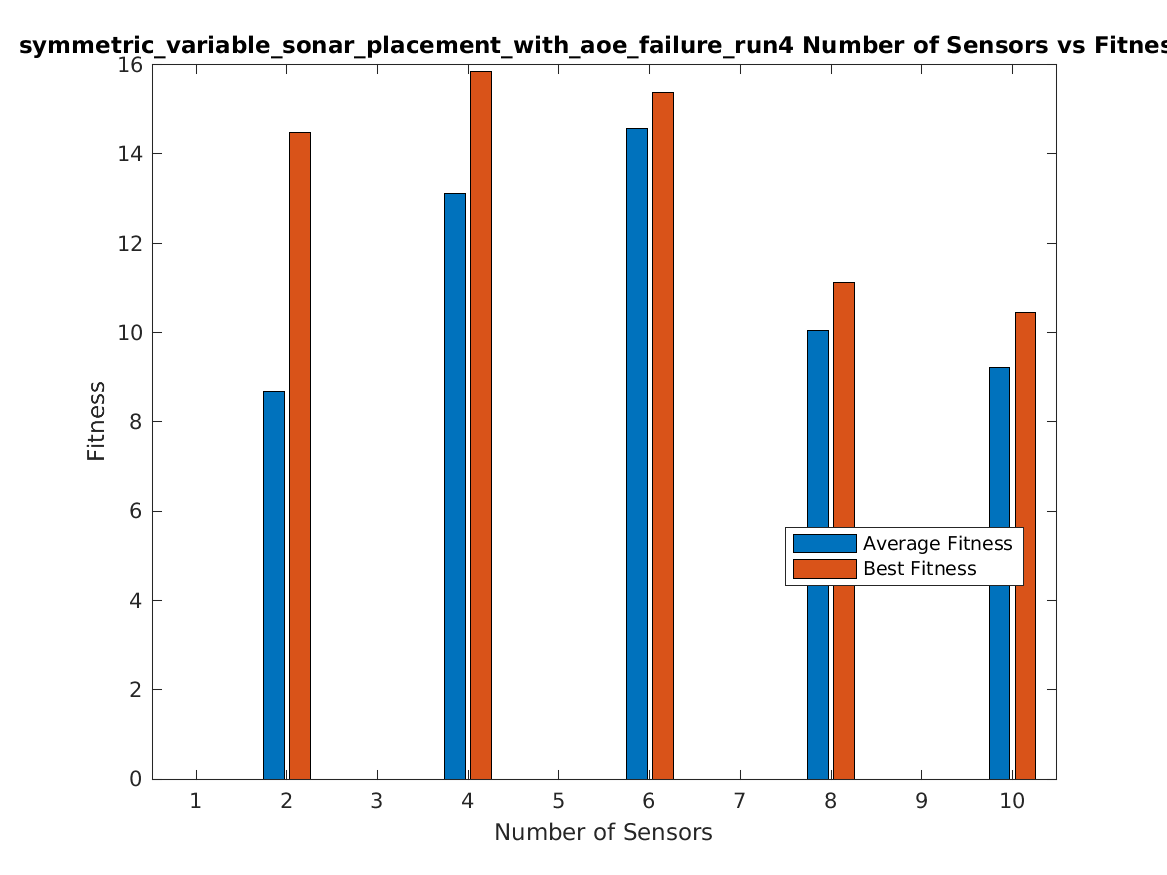 symmetric_variable_sonar_placement_with_aoe_failure_run4 Number of Sensors vs Fitnes
16
14
12
10
8
6
4
2
0
Fitness
Average Fitness
Best Fitness
1 2 3 4 5 6 7 8 9 10
Number of Sensors